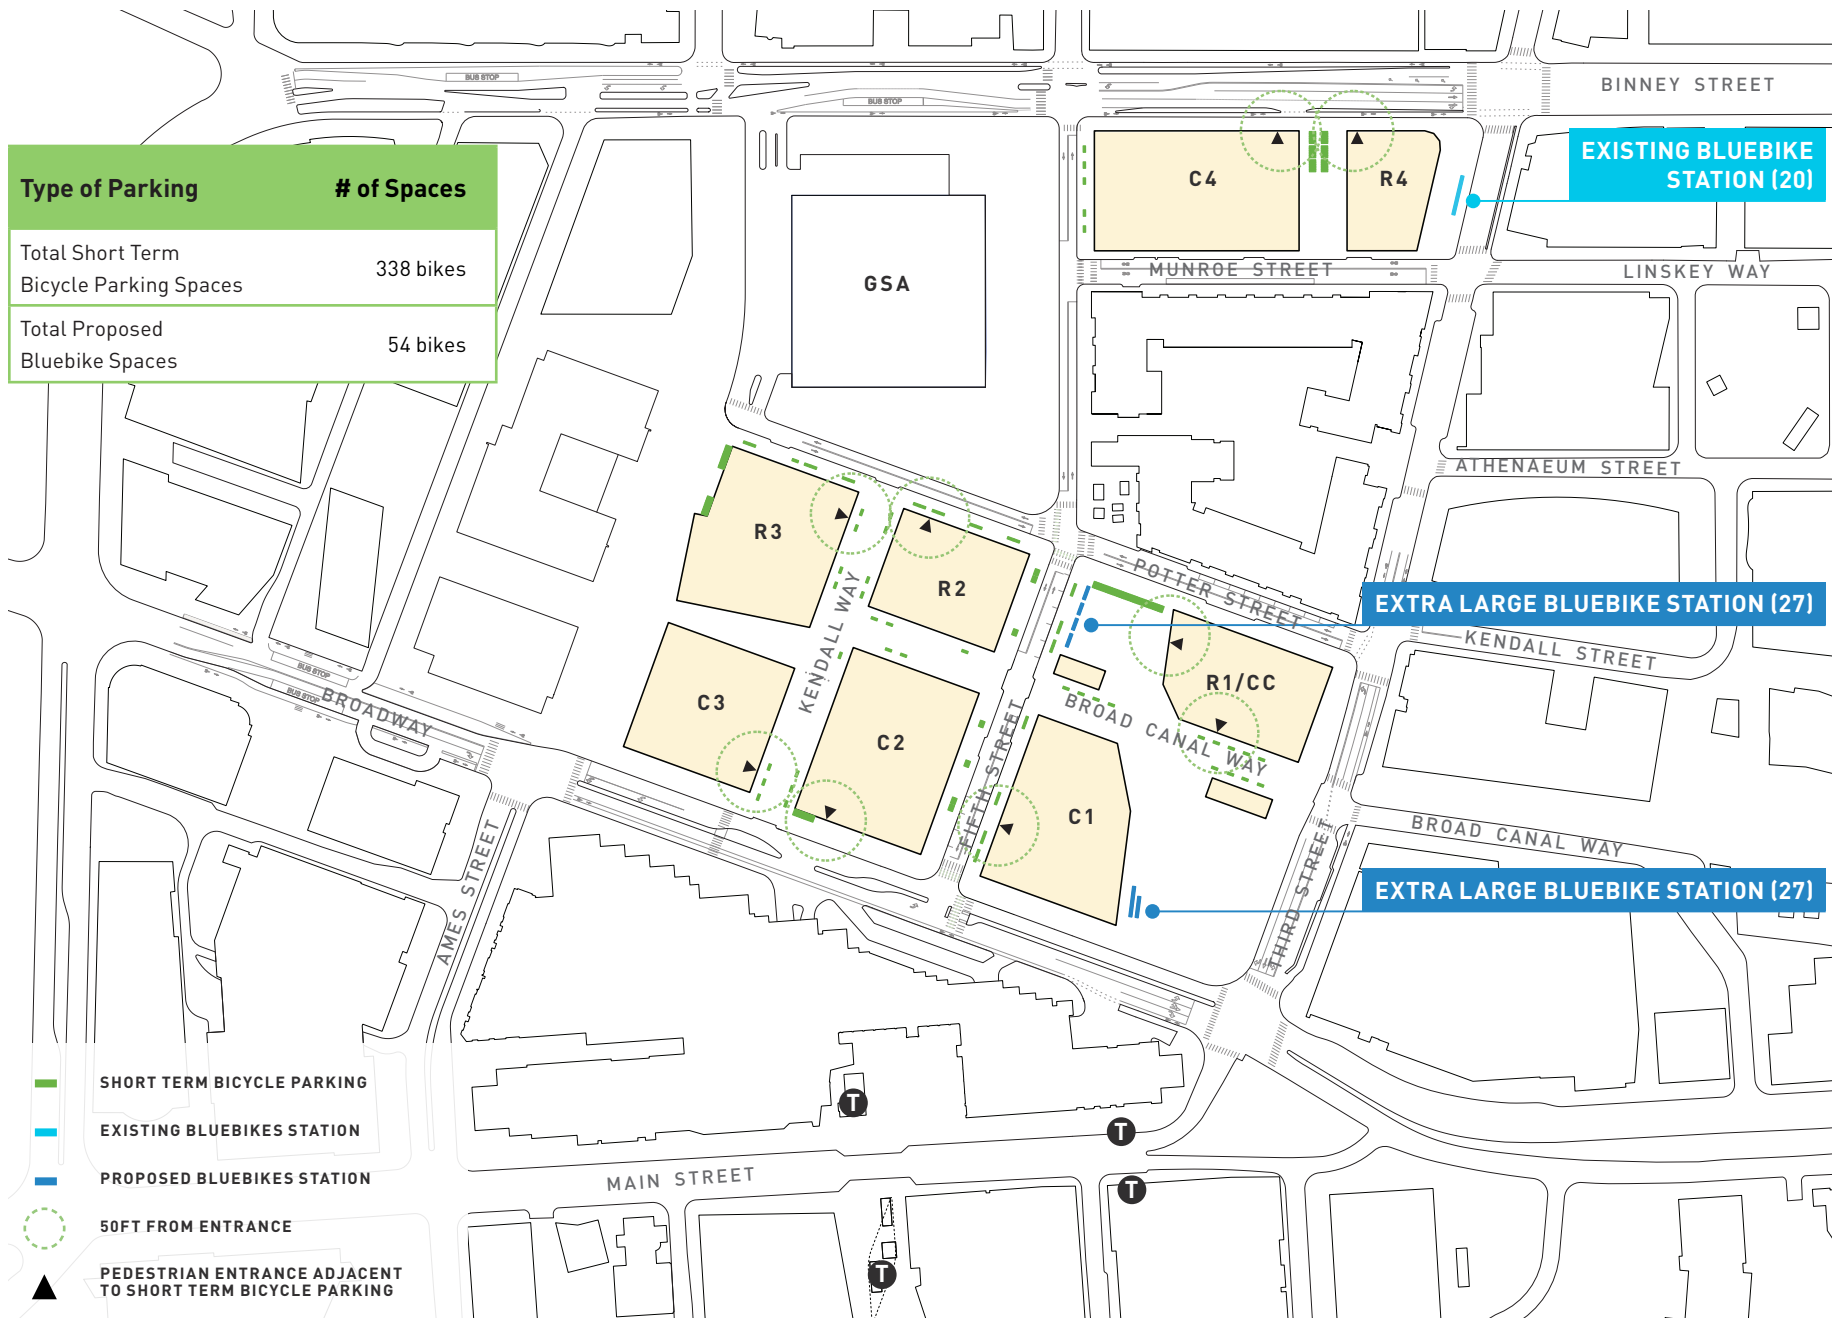 BUS STOP
BUS STOP
BINNEY STREET
EXISTING BLUEBIKE
STATION (20)
Type of Parking # of Spaces
Total Short Term
Bicycle Parking Spaces
338 bikes
Total Proposed
Bluebike Spaces
54 bikes
C4
R4
GSA
MUNROE STREET
LINSKEY WAY
ATHENAEUM STREET
R3
R2
POTTER STREET
EXTRA LARGE BLUEBIKE STATION (27)
KENDALL STREET
KENDALL WAY
BUS STOP
BUS STOP
BROADWAY
C3
C2
R1/CC
BROAD CANAL WAY
FIFTH STREET
C1
BROAD CANAL WAY
AMES STREET
THIRD STREET
EXTRA LARGE BLUEBIKE STATION (27)
SHORT TERM BICYCLE PARKING
EXISTING BLUEBIKES STATION
PROPOSED BLUEBIKES STATION
50FT FROM ENTRANCE
PEDESTRIAN ENTRANCE ADJACENT
TO SHORT TERM BICYCLE PARKING
T
T
MAIN STREET
T
T